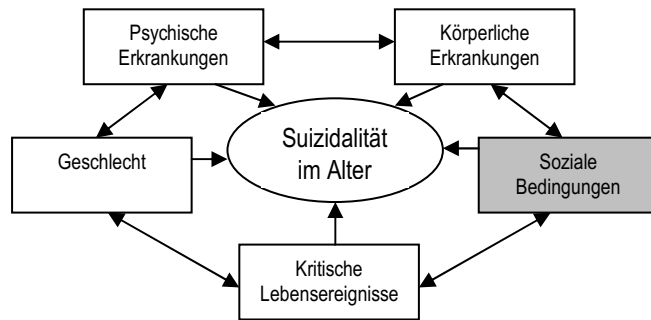 Psychische
Erkrankungen
Körperliche
Erkrankungen
Suizidalität
im Alter
Geschlecht
Soziale
Bedingungen
Kritische
Lebensereignisse